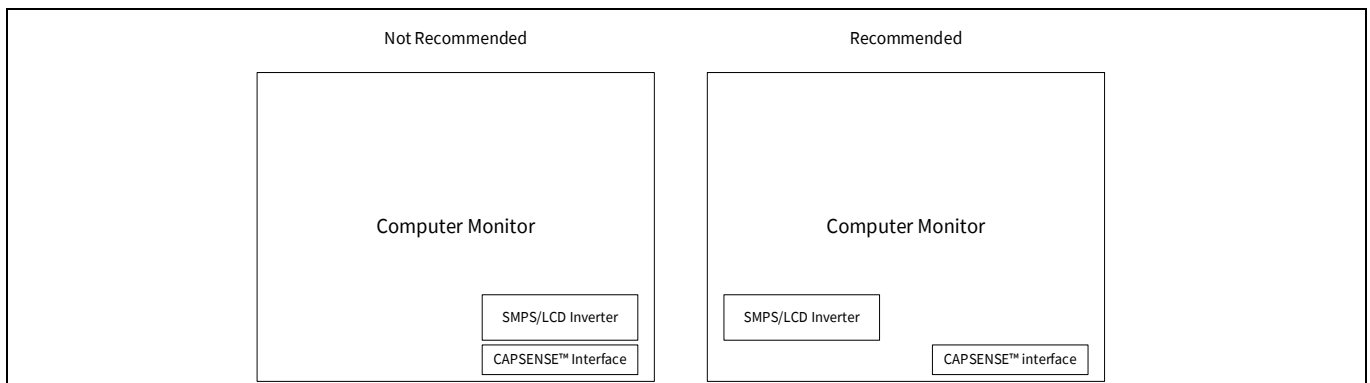 Not Recommended
Recommended
Computer Monitor
Computer Monitor
SMPS/LCD Inverter
SMPS/LCD Inverter
CAPSENSE™ Interface
CAPSENSE™ interface